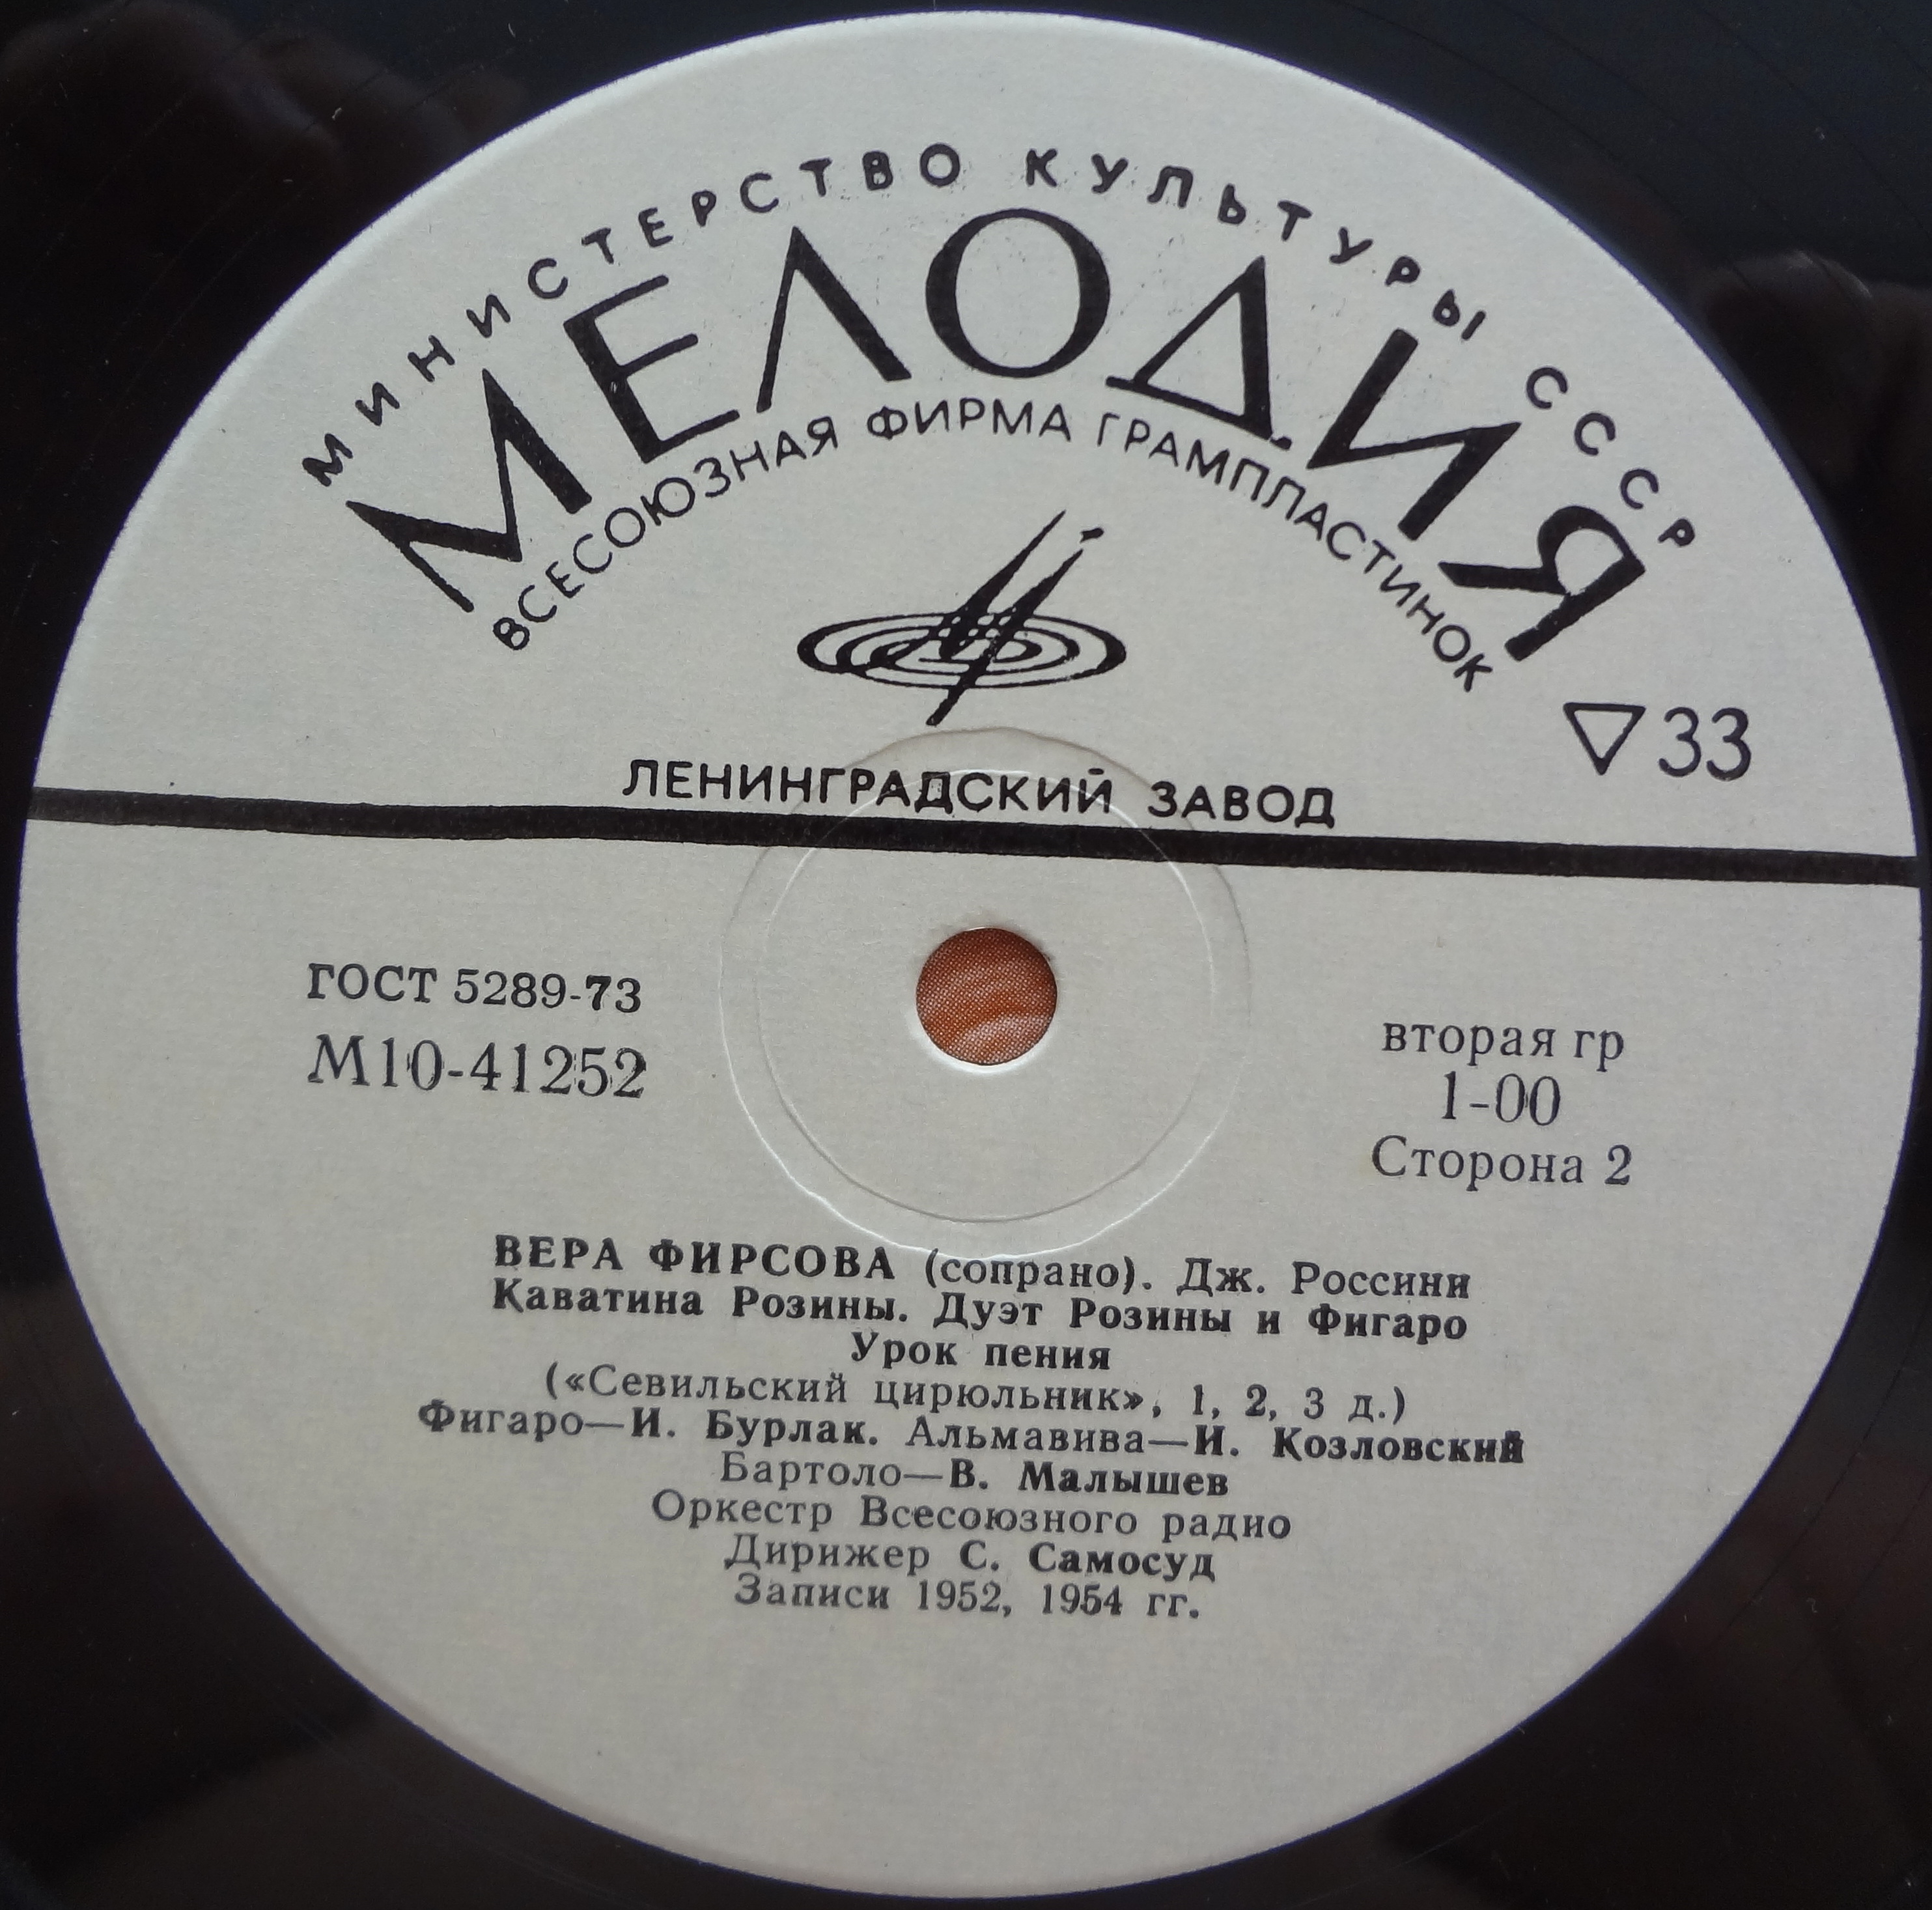 МИНИСТЕРСТВО КУЛЬТУРЫ СССР
МЕЛОДИЯ
ВСЕСОЮЗНАЯ ФИРМА ГРАМПЛАСТИНОК
33
ЛЕНИНГРАДСКИЙ ЗАВОД
ГОСТ 5289-73
М10-41252
вторая гр
1-00
Сторона 2
ВЕРА ФИРСОВА (сопрано). Дж. Россини
Каватина Розины. Дуэт Розины и Фигаро
Урок пения
(«Севильский цирюльник», 1, 2, 3 д.)
Фигаро—И. Бурлак. Альмавива—И. Козловский
Бартоло—В. Малышев
Оркестр Всесоюзного радио
Дирижер С. Самосуд
Записи 1952, 1954 гг.